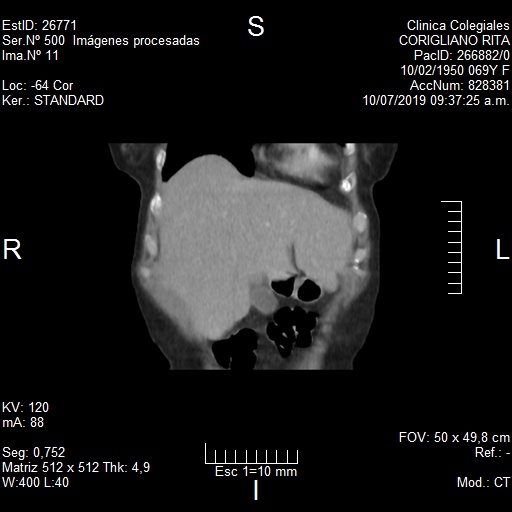 EstID: 26771
Ser.Nº 500 Imágenes procesadas
Ima.Nº 11
Loc: -64 Cor
Ker.: STANDARD
S
Clinica Colegiales
CORIGLIANO RITA
PacID: 266882/0
10/02/1950 069Y F
AccNum: 828381
10/07/2019 09:37:25 a.m.
R
L
KV: 120
mA: 88
Seg: 0,752
Matriz 512 x 512 Thk: 4,9
W:400 L:40
Esc 1=10 mm
I
FOV: 50 x 49,8 cm
Ref.: -
Mod.: CT